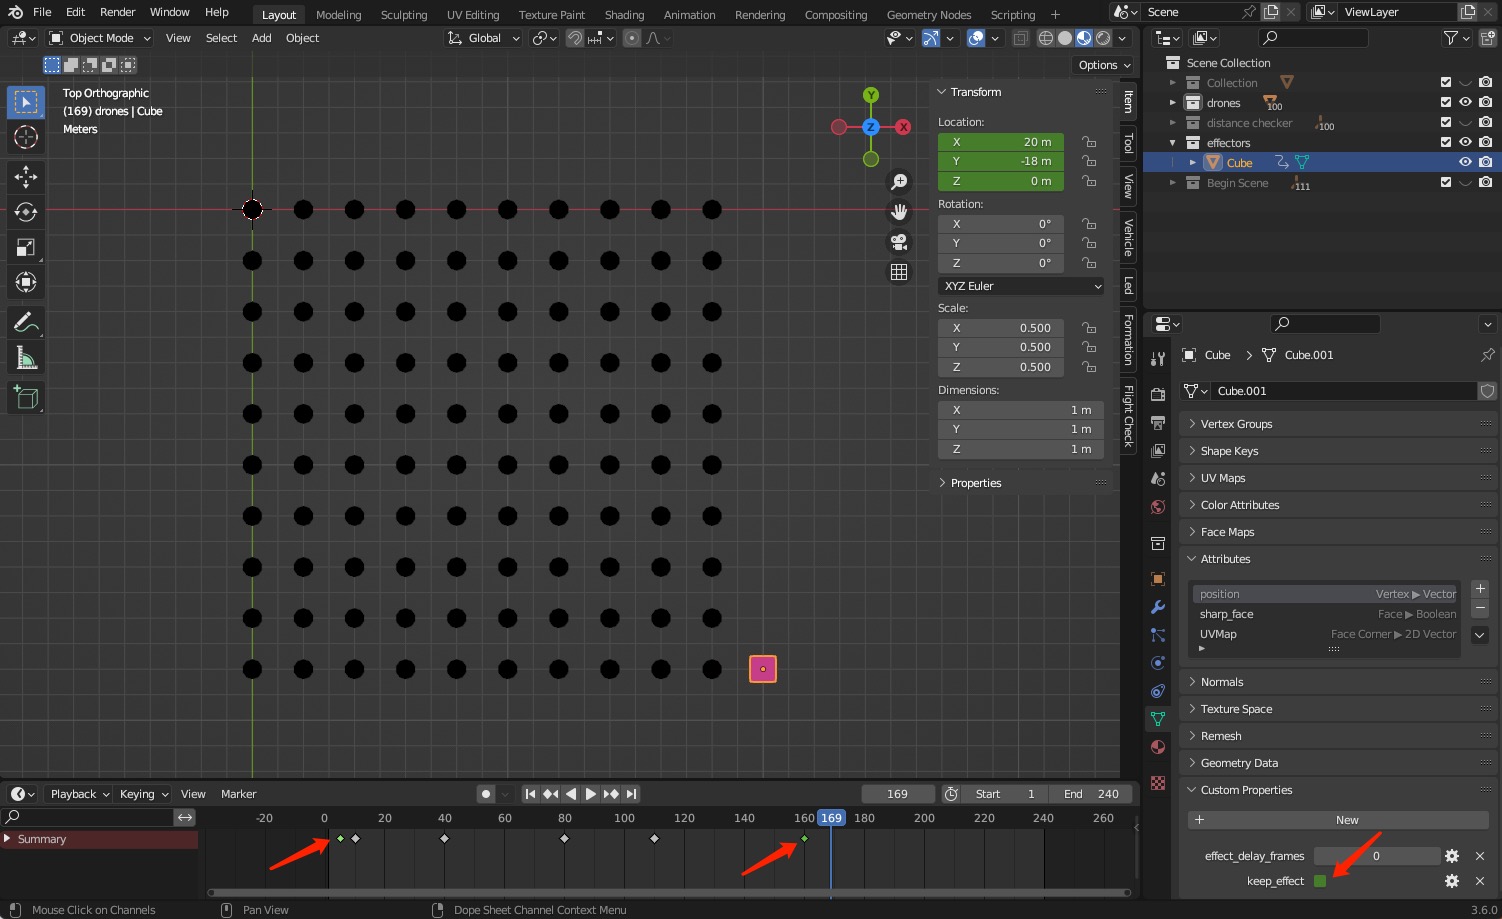 File Edit Render Window Help Layout Modeling Sculpting UV Editing Texture Paint Shading Animation Rendering Compositing Geometry Nodes Scripting + Scene ViewLayer
Object Mode View Select Add Object Global
Options
Top Orthographic
(169) drones | Cube
Meters
Y
X
Z
Transform
Location:
X 20 m
Y -18 m
Z 0 m
Rotation:
X 0°
Y 0°
Z 0°
XYZ Euler
Scale:
X 0.500
Y 0.500
Z 0.500
Dimensions:
X 1 m
Y 1 m
Z 1 m
Properties
Item
Tool
View
Vehicle
Led
Formation
Flight Check
Scene Collection
Collection
drones 100
distance checker 100
effectors
Cube
Begin Scene 111
Cube > Cube.001
Cube.001
Vertex Groups
Shape Keys
UV Maps
Color Attributes
Face Maps
Attributes
position Vertex ▶ Vector
sharp_face Face ▶ Boolean
UVMap Face Corner ▶ 2D Vector
Normals
Texture Space
Remesh
Geometry Data
Custom Properties
+ New
effect_delay_frames 0
keep_effect
Playback Keying View Marker 169 Start 1 End 240
-20 0 20 40 60 80 100 120 140 160 169 180 200 220 240 260
Summary
Mouse Click on Channels Pan View Dope Sheet Channel Context Menu 3.6.0